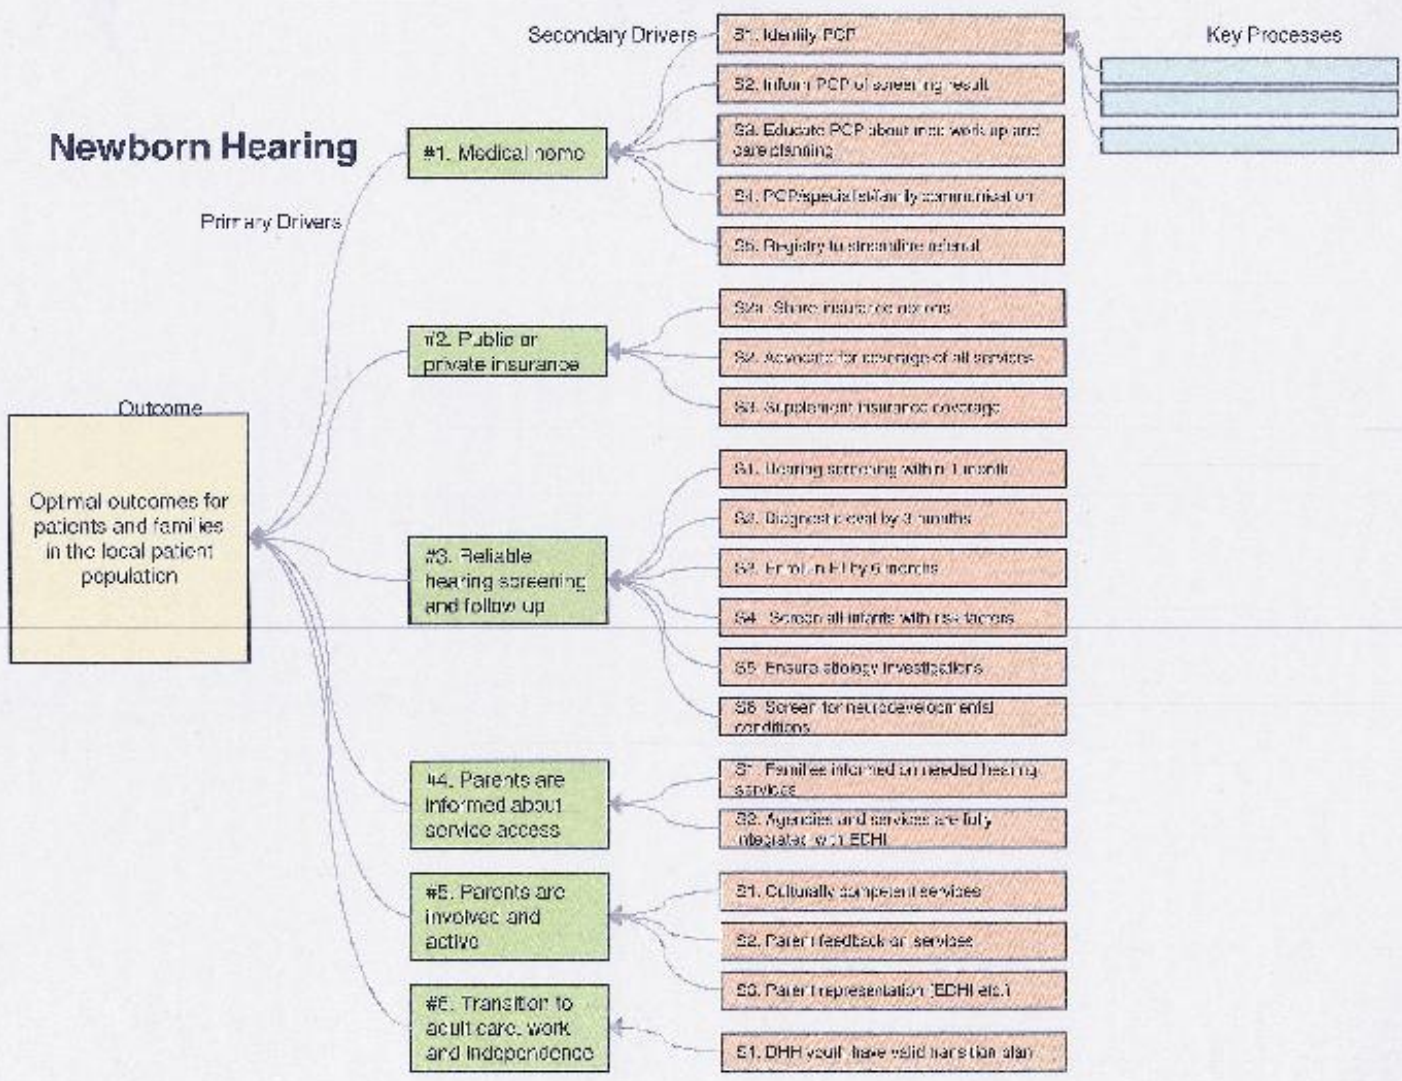 Newborn Hearing
Outcome
Optimal outcomes for
patients and families
in the local patient
population
Primary Drivers
#1. Medical home
#2. Public or
private insurance
#3. Reliable
hearing screening
and follow up
#4. Parents are
informed about
service access
#5. Parents are
involved and
active
#6. Transition to
adult care, work
and independence
Secondary Drivers
S1. Identify PCP
S2. Inform PCP of screening result
S3. Educate PCP about med work up and
care planning
S4. PCP/specialist/family communication
S5. Registry to streamline referral
S2a. Share insurance options
S2. Advocate for coverage of all services
S3. Supplement insurance coverage
S1. Hearing screening within 1 month
S2. Diagnostic eval by 3 months
S3. Enroll in EI by 6 months
S4. Screen all infants with risk factors
S5. Ensure etiology investigations
S6. Screen for neurodevelopmental
conditions
S1. Families informed on needed hearing
services
S2. Agencies and services are fully
integrated with EDHI
S1. Culturally competent services
S2. Parent feedback on services
S3. Parent representation (EDHI etc.)
S1. DHH youth have valid transition plan
Key Processes